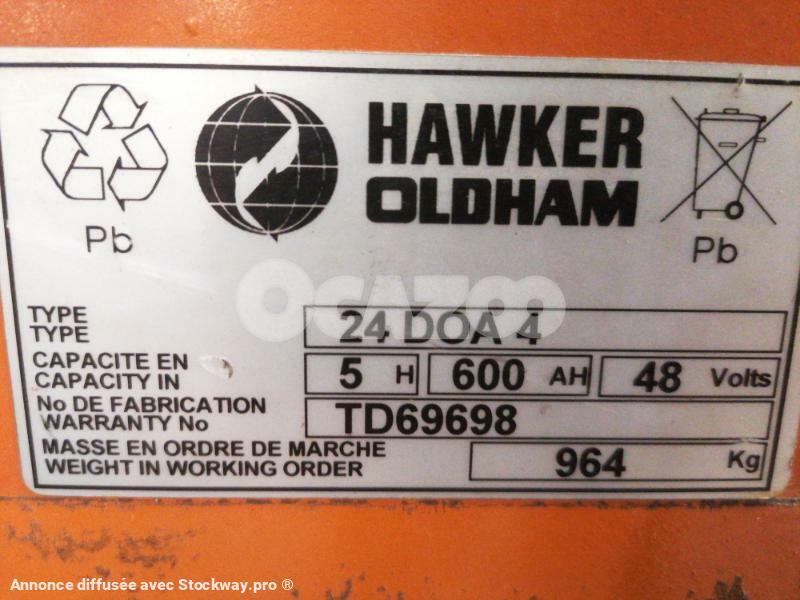 HAWKER
OLDHAM
Pb
Pb
OCAZOO
TYPE
TYPE
24 DOA 4
CAPACITE EN
CAPACITY IN
5 H 600 AH 48 Volts
No DE FABRICATION
WARRANTY No
TD69698
MASSE EN ORDRE DE MARCHE
WEIGHT IN WORKING ORDER
964 Kg
Annonce diffusée avec Stockway.pro ®